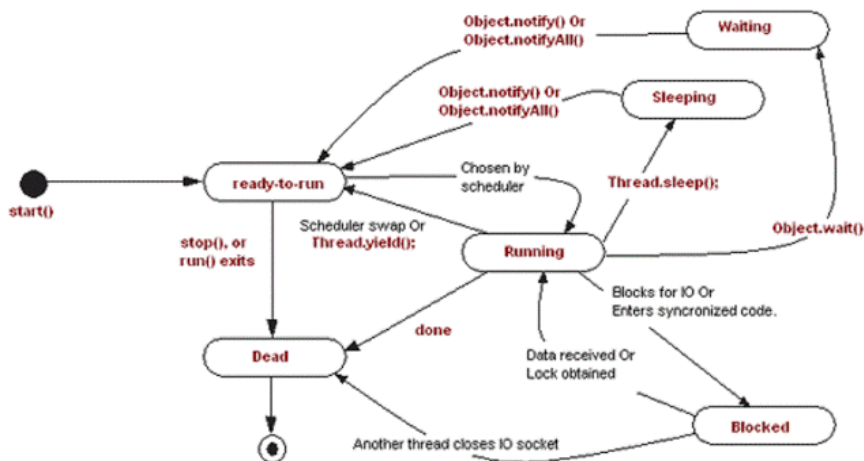 Object.notify() Or
Object.notifyAll()
Waiting
Object.notify() Or
Object.notifyAll()
Sleeping
ready-to-run
Chosen by
scheduler
Thread.sleep();
start()
Scheduler swap Or
Thread.yield();
Object.wait()
stop(), or
run() exits
Running
Blocks for IO Or
Enters syncronized code.
done
Dead
Data received Or
Lock obtained
Blocked
Another thread closes IO socket